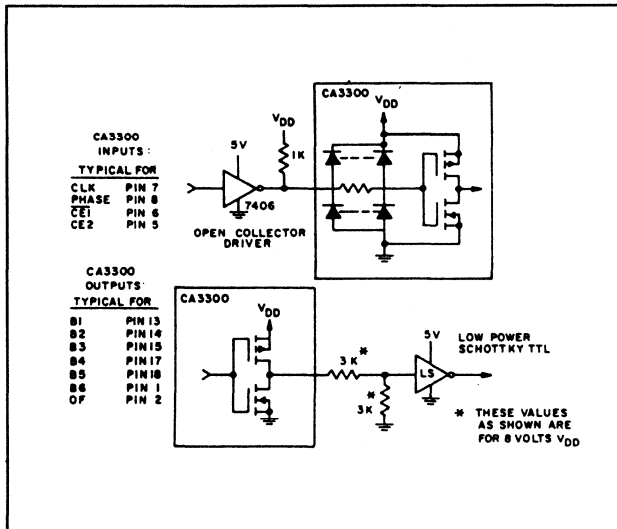 CA3300
INPUTS:
TYPICAL FOR
CLK PIN 7
PHASE PIN 8
CE1 PIN 6
CE2 PIN 5
5V
VDD
1K
7406
OPEN COLLECTOR
DRIVER
CA3300
VDD
CA3300
OUTPUTS:
TYPICAL FOR
B1 PIN 13
B2 PIN 14
B3 PIN 15
B4 PIN 17
B5 PIN 18
B6 PIN 1
OF PIN 2
CA3300
VDD
3K*
*
3K
5V
LS
LOW POWER
SCHOTTKY TTL
* THESE VALUES
AS SHOWN ARE
FOR 8 VOLTS VDD